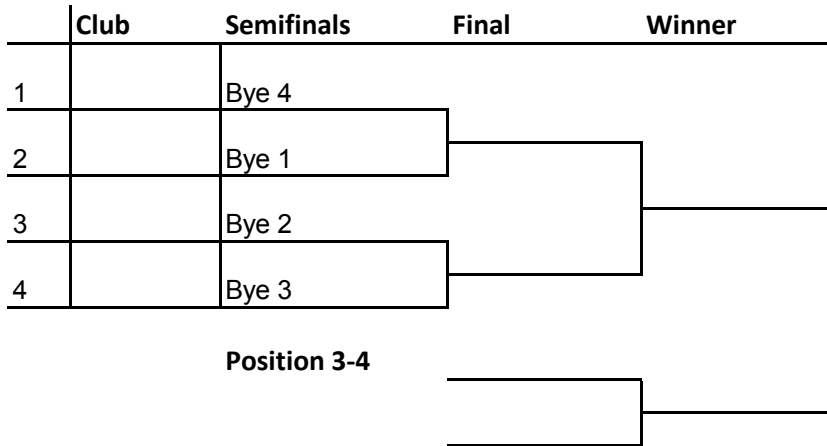 Club Semifinals Final Winner
1 Bye 4
2 Bye 1
3 Bye 2
4 Bye 3
Position 3-4